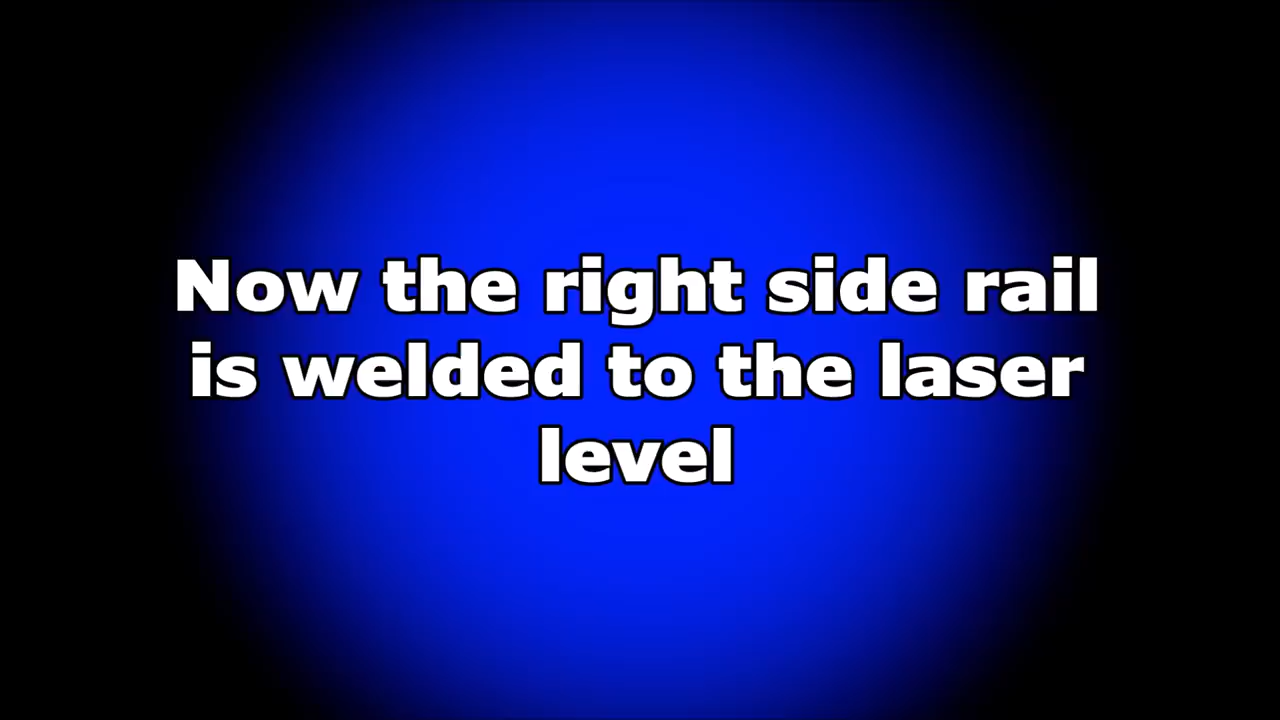 Now the right side rail
is welded to the laser
level